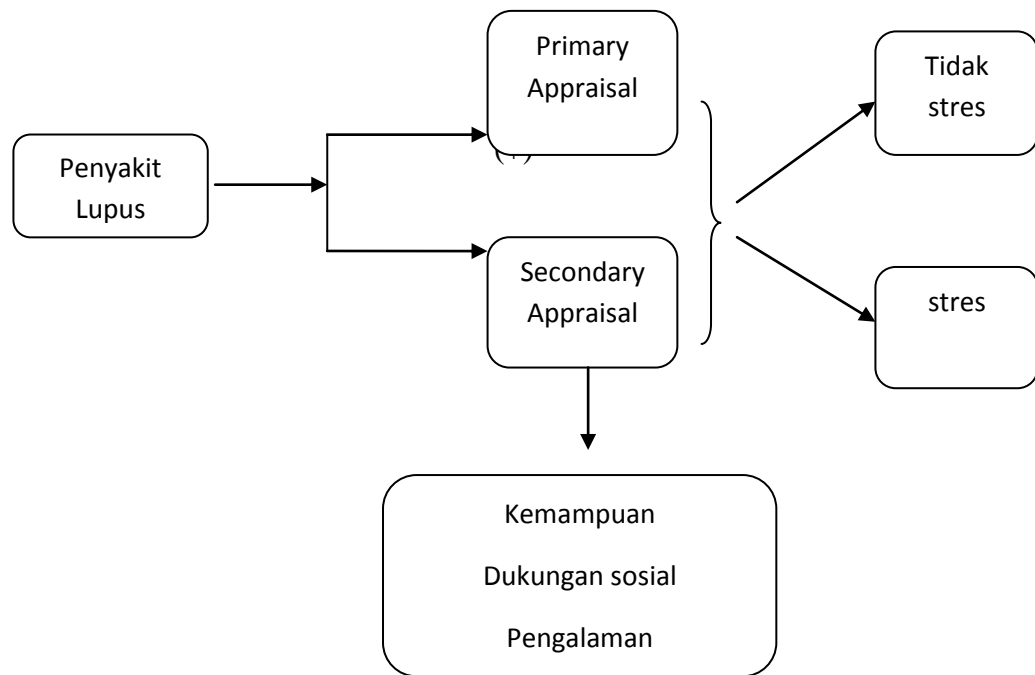 Primary
Appraisal
Tidak
stres
Penyakit
Lupus
Secondary
Appraisal
stres
Kemampuan
Dukungan sosial
Pengalaman